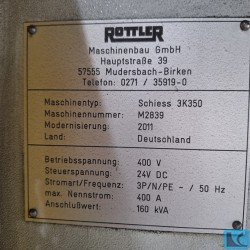 ROTTLER
Maschinenbau GmbH
Hauptstraße 39
57555 Mudersbach-Birken
Telefon: 0271 / 35919-0
Maschinentyp: Schiess 3K350
Maschinennummer: M2839
Modernisierung: 2011
Land: Deutschland
Betriebsspannung: 400 V
Steuerspannung: 24V DC
Stromart/Frequenz: 3P/N/PE ~ / 50 Hz
max. Nennstrom: 400 A
Anschlußwert: 160 kVA